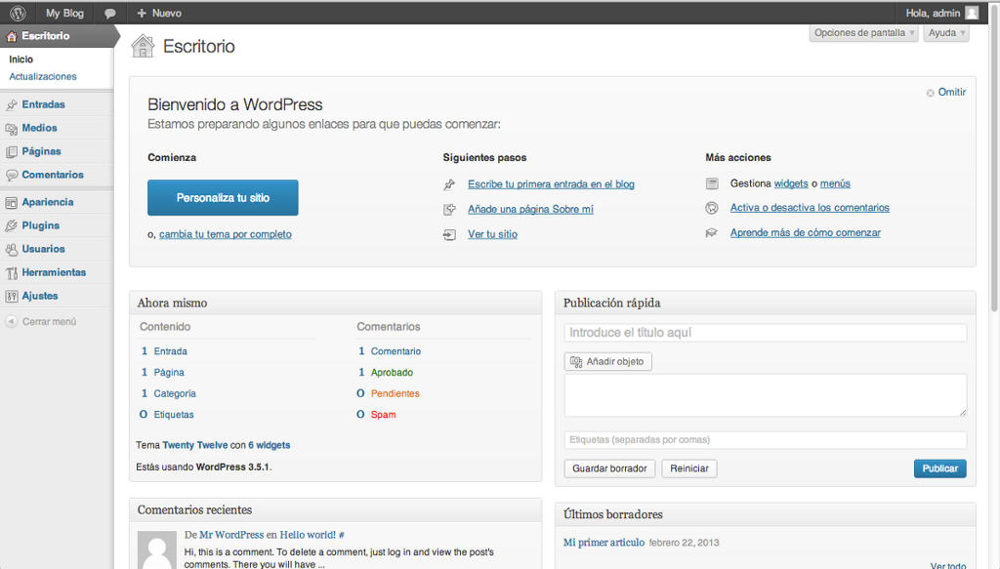 My Blog
Nuevo
Hola, admin
Escritorio
Inicio
Actualizaciones
Entradas
Medios
Páginas
Comentarios
Apariencia
Plugins
Usuarios
Herramientas
Ajustes
Cerrar menú
Escritorio
Opciones de pantalla
Ayuda
Omitir
Bienvenido a WordPress
Estamos preparando algunos enlaces para que puedas comenzar:
Comienza
Personaliza tu sitio
o, cambia tu tema por completo
Siguientes pasos
Escribe tu primera entrada en el blog
Añade una página Sobre mí
Ver tu sitio
Más acciones
Gestiona widgets o menús
Activa o desactiva los comentarios
Aprende más de cómo comenzar
Ahora mismo
Contenido
1 Entrada
1 Página
1 Categoría
0 Etiquetas
Comentarios
1 Comentario
1 Aprobado
0 Pendientes
0 Spam
Tema Twenty Twelve con 6 widgets
Estás usando WordPress 3.5.1.
Comentarios recientes
De Mr WordPress en Hello world! #
Hi, this is a comment. To delete a comment, just log in and view the post's
comments. There you will have ...
Publicación rápida
Introduce el título aquí
Añadir objeto
Etiquetas (separadas por comas)
Guardar borrador
Reiniciar
Publicar
Últimos borradores
Mi primer articulo febrero 22, 2013
Ver todo